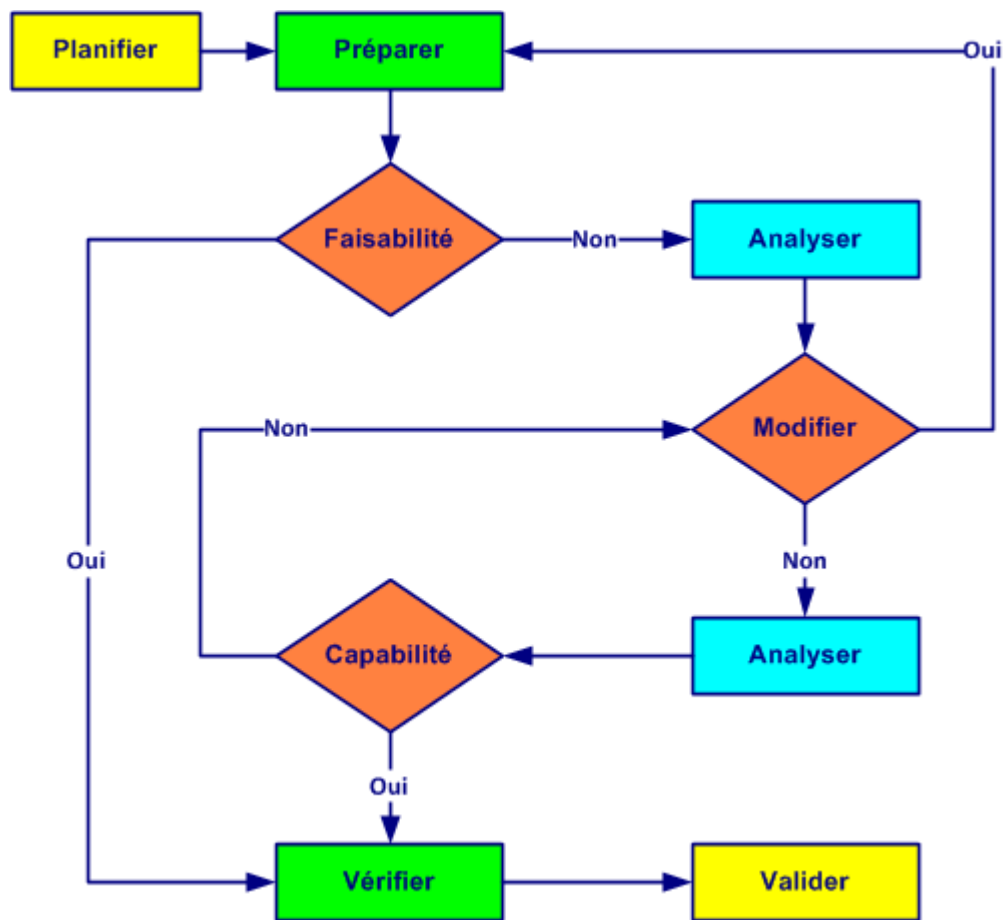 Planifier
Préparer
Oui
Faisabilité
Non
Analyser
Non
Modifier
Oui
Non
Capabilité
Analyser
Oui
Vérifier
Valider